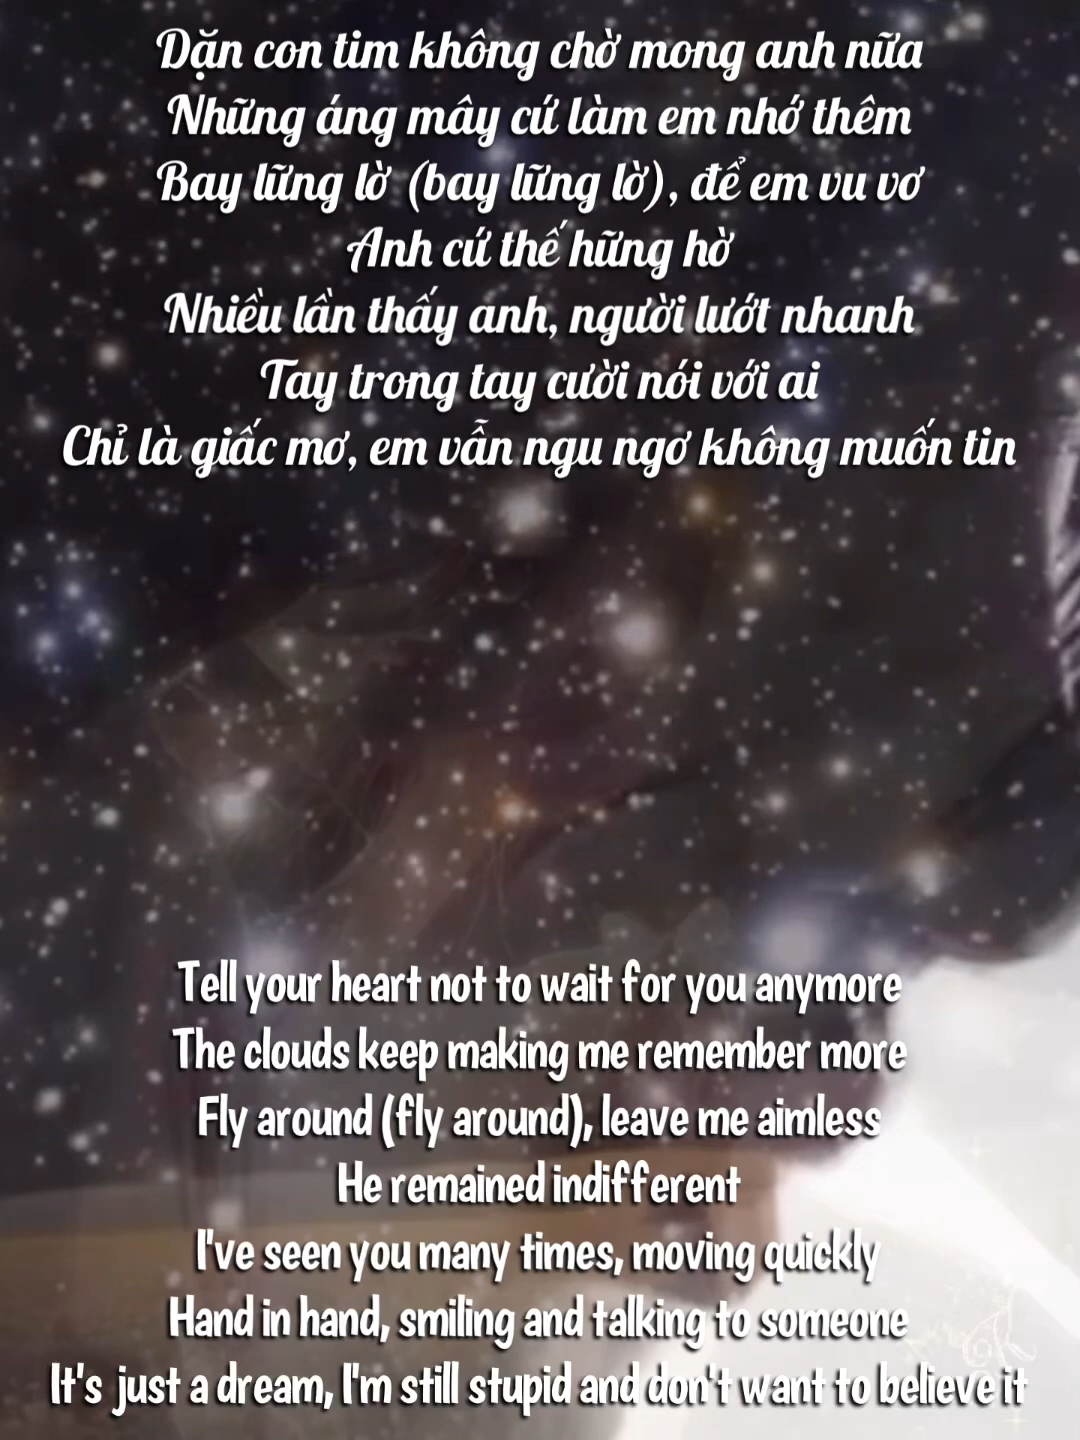 Dặn con tim không chờ mong anh nữa
Những áng mây cứ làm em nhớ thêm
Bay lững lờ (bay lững lờ), để em vu vơ
Anh cứ thế hững hờ
Nhiều lần thấy anh, người lướt nhanh
Tay trong tay cười nói với ai
Chỉ là giấc mơ, em vẫn ngu ngơ không muốn tin
Tell your heart not to wait for you anymore
The clouds keep making me remember more
Fly around (fly around), leave me aimless
He remained indifferent
I've seen you many times, moving quickly
Hand in hand, smiling and talking to someone
It's just a dream, I'm still stupid and don't want to believe it